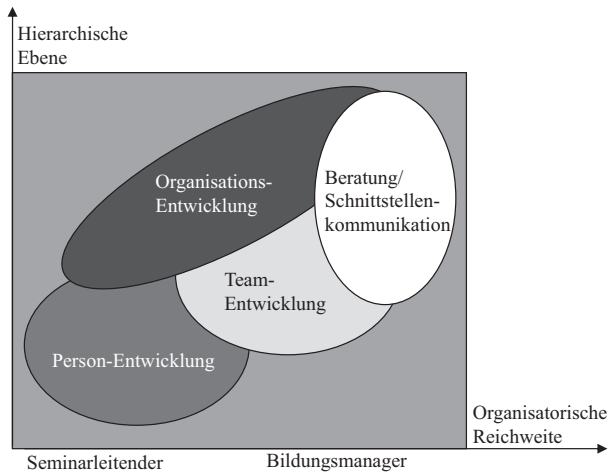 Hierarchische
Ebene
Organisations-
Entwicklung
Beratung/
Schnittstellen-
kommunikation
Team-
Entwicklung
Person-Entwicklung
Organisatorische
Reichweite
Seminarleitender
Bildungsmanager